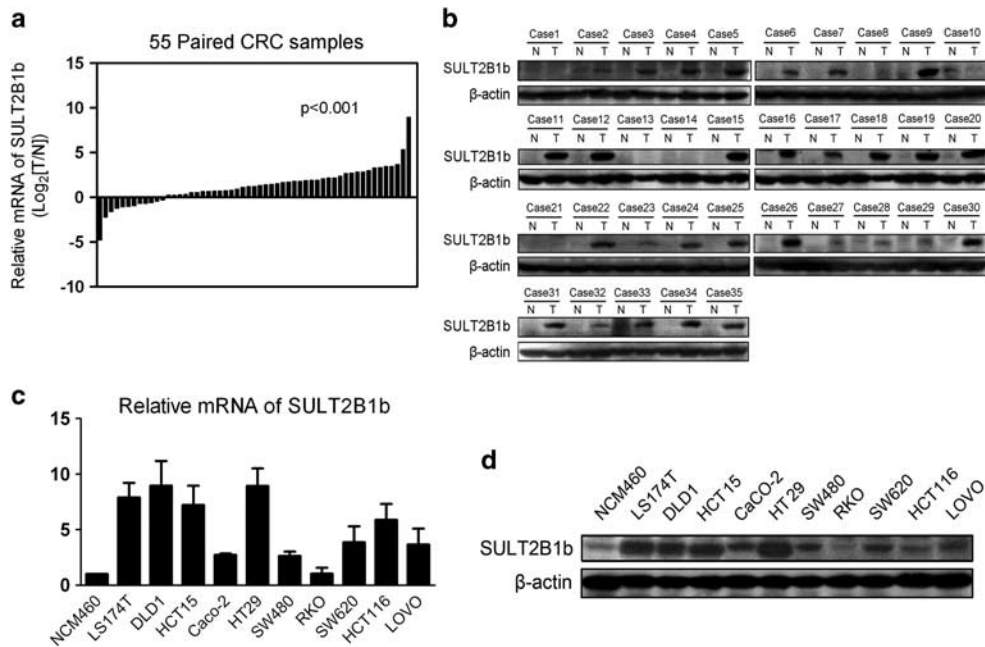 a
55 Paired CRC samples
Relative mRNA of SULT2B1b
(Log2[T/N])
15
10
5
0
-5
-10
p<0.001
b
Case1 Case2 Case3 Case4 Case5 Case6 Case7 Case8 Case9 Case10
N T N T N T N T N T N T N T N T N T N T
SULT2B1b
β-actin
Case11 Case12 Case13 Case14 Case15 Case16 Case17 Case18 Case19 Case20
N T N T N T N T N T N T N T N T N T N T
SULT2B1b
β-actin
Case21 Case22 Case23 Case24 Case25 Case26 Case27 Case28 Case29 Case30
N T N T N T N T N T N T N T N T N T N T
SULT2B1b
β-actin
Case31 Case32 Case33 Case34 Case35
N T N T N T N T N T
SULT2B1b
β-actin
c
Relative mRNA of SULT2B1b
15
10
5
0
NCM460 LS174T DLD1 HCT15 Caco-2 HT29 SW480 RKO SW620 HCT116 LOVO
d
NCM460 LS174T DLD1 HCT15 CaCO-2 HT 29 SW480 RKO SW620 HCT116 LOVO
SULT2B1b
β-actin